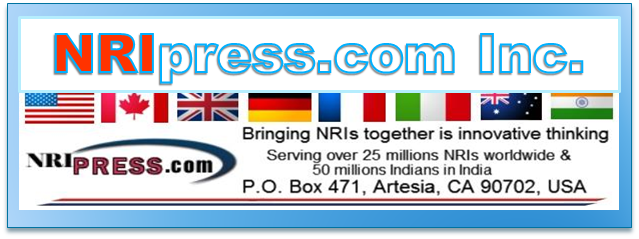 NRIpress.com Inc.
Bringing NRIs together is innovative thinking
NRIPRESS.com
Serving over 25 millions NRIs worldwide &
50 millions Indians in India
P.O. Box 471, Artesia, CA 90702, USA